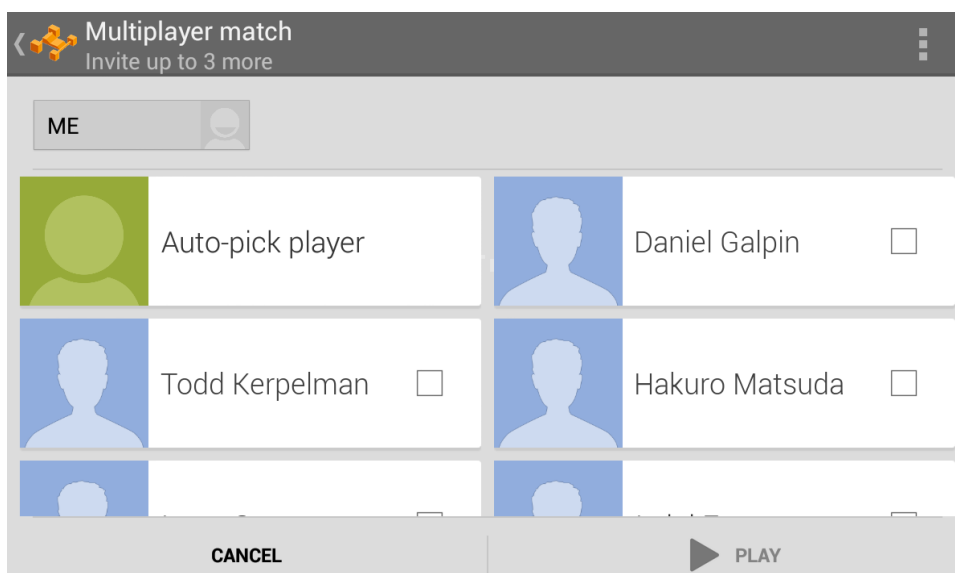 Multiplayer match
Invite up to 3 more
ME
Auto-pick player
Daniel Galpin
Todd Kerpelman
Hakuro Matsuda
CANCEL
PLAY